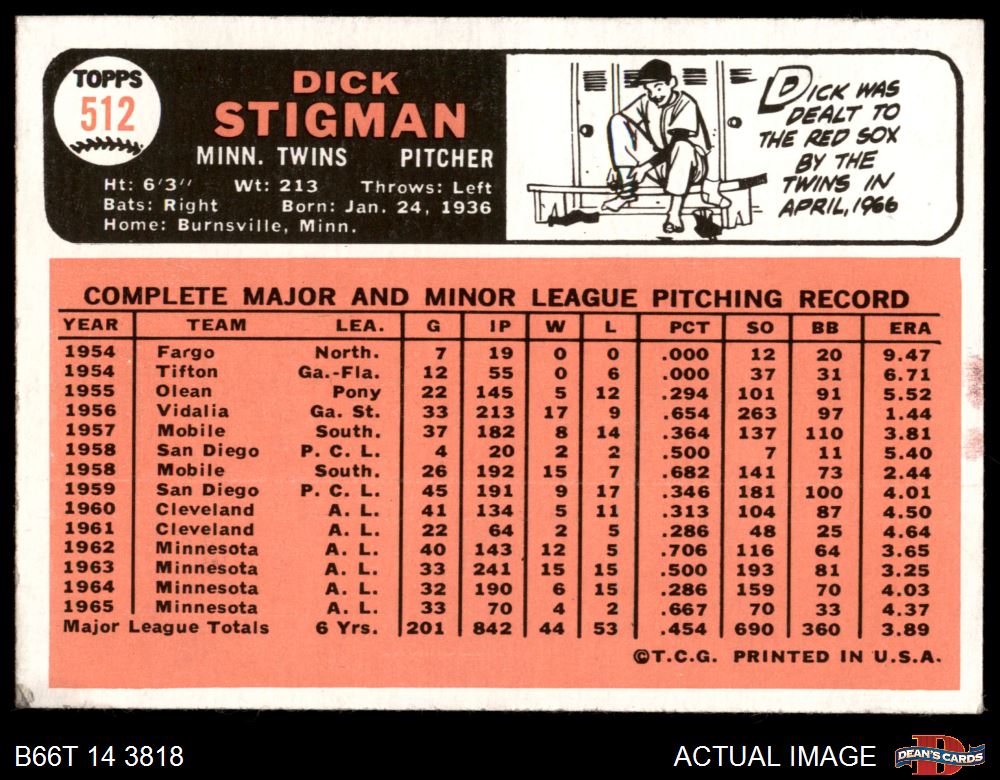 TOPPS
512
DICK
STIGMAN
MINN. TWINS PITCHER
Ht: 6'3" Wt: 213 Throws: Left
Bats: Right Born: Jan. 24, 1936
Home: Burnsville, Minn.
DICK WAS
DEALT TO
THE RED SOX
BY THE
TWINS IN
APRIL, 1966
COMPLETE MAJOR AND MINOR LEAGUE PITCHING RECORD
YEAR TEAM LEA. G IP W L PCT SO BB ERA
1954 Fargo North. 7 19 0 0 .000 12 20 9.47
1954 Tifton Ga.-Fla. 12 55 0 6 .000 37 31 6.71
1955 Olean Pony 22 145 5 12 .294 101 91 5.52
1956 Vidalia Ga. St. 33 213 17 9 .654 263 97 1.44
1957 Mobile South. 37 182 8 14 .364 137 110 3.81
1958 San Diego P. C. L. 4 20 2 2 .500 7 11 5.40
1958 Mobile South. 26 192 15 7 .682 141 73 2.44
1959 San Diego P. C. L. 45 191 9 17 .346 181 100 4.01
1960 Cleveland A. L. 41 134 5 11 .313 104 87 4.50
1961 Cleveland A. L. 22 64 2 5 .286 48 25 4.64
1962 Minnesota A. L. 40 143 12 5 .706 116 64 3.65
1963 Minnesota A. L. 33 241 15 15 .500 193 81 3.25
1964 Minnesota A. L. 32 190 6 15 .286 159 70 4.03
1965 Minnesota A. L. 33 70 4 2 .667 70 33 4.37
Major League Totals 6 Yrs. 201 842 44 53 .454 690 360 3.89
©T.C.G. PRINTED IN U.S.A.
B66T 14 3818 ACTUAL IMAGE DEAN'S CARDS